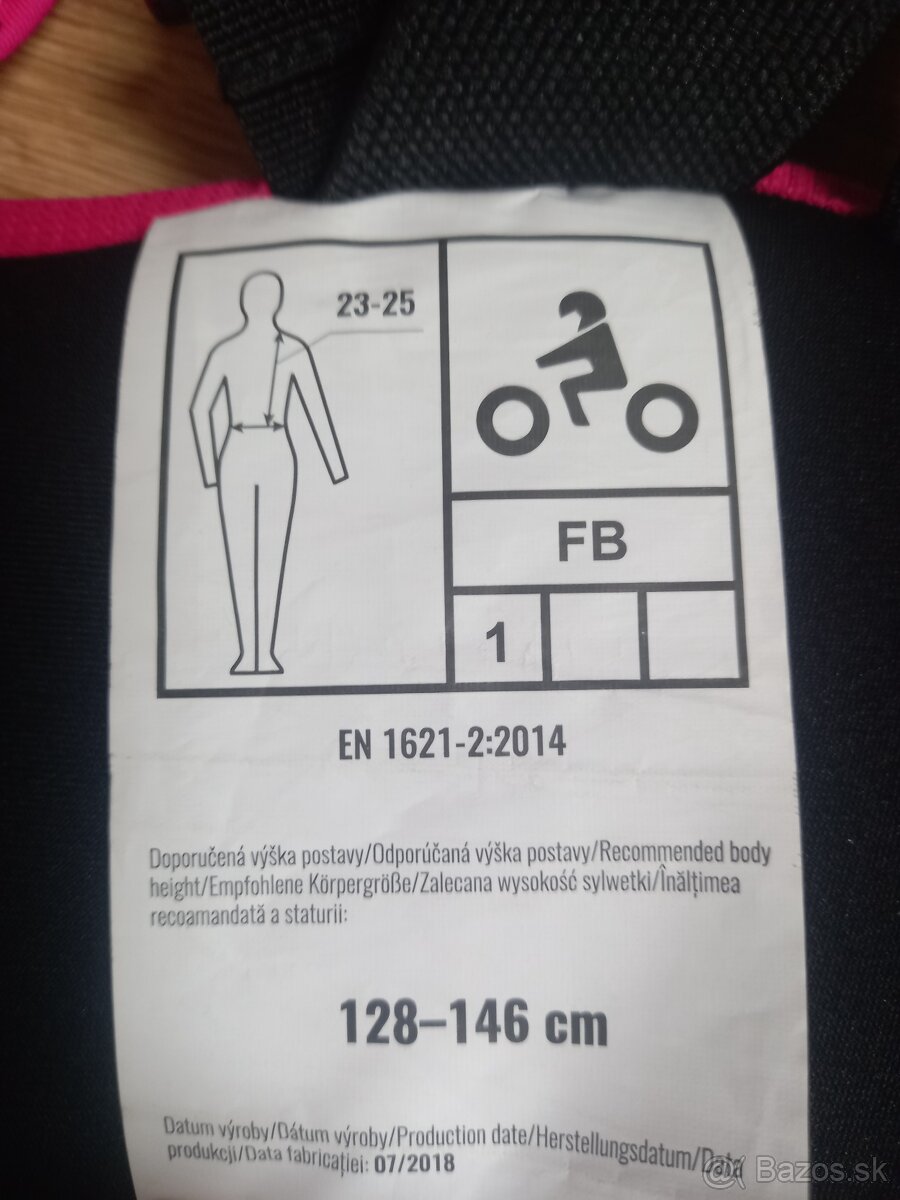 23-25
FB
1
EN 1621-2:2014
Doporučená výška postavy/Odporúčaná výška postavy/Recommended body
height/Empfohlene Körpergröße/Zalecana wysokość sylwetki/Înălțimea
recoamandată a staturii:
128–146 cm
Datum výroby/Dátum výroby/Production date/Herstellungsdatum/Data
produkcji/Data fabricației: 07/2018
Bazos.sk